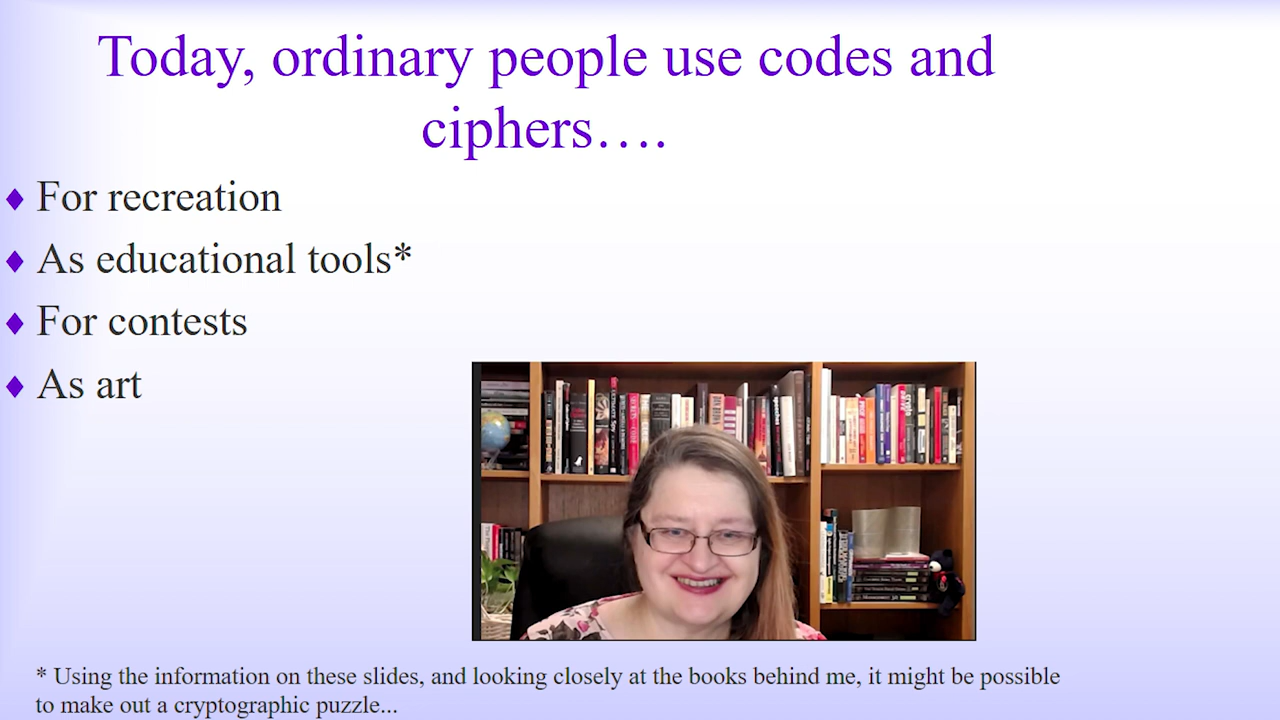 Today, ordinary people use codes and
ciphers….
For recreation
As educational tools*
For contests
As art
* Using the information on these slides, and looking closely at the books behind me, it might be possible
to make out a cryptographic puzzle...